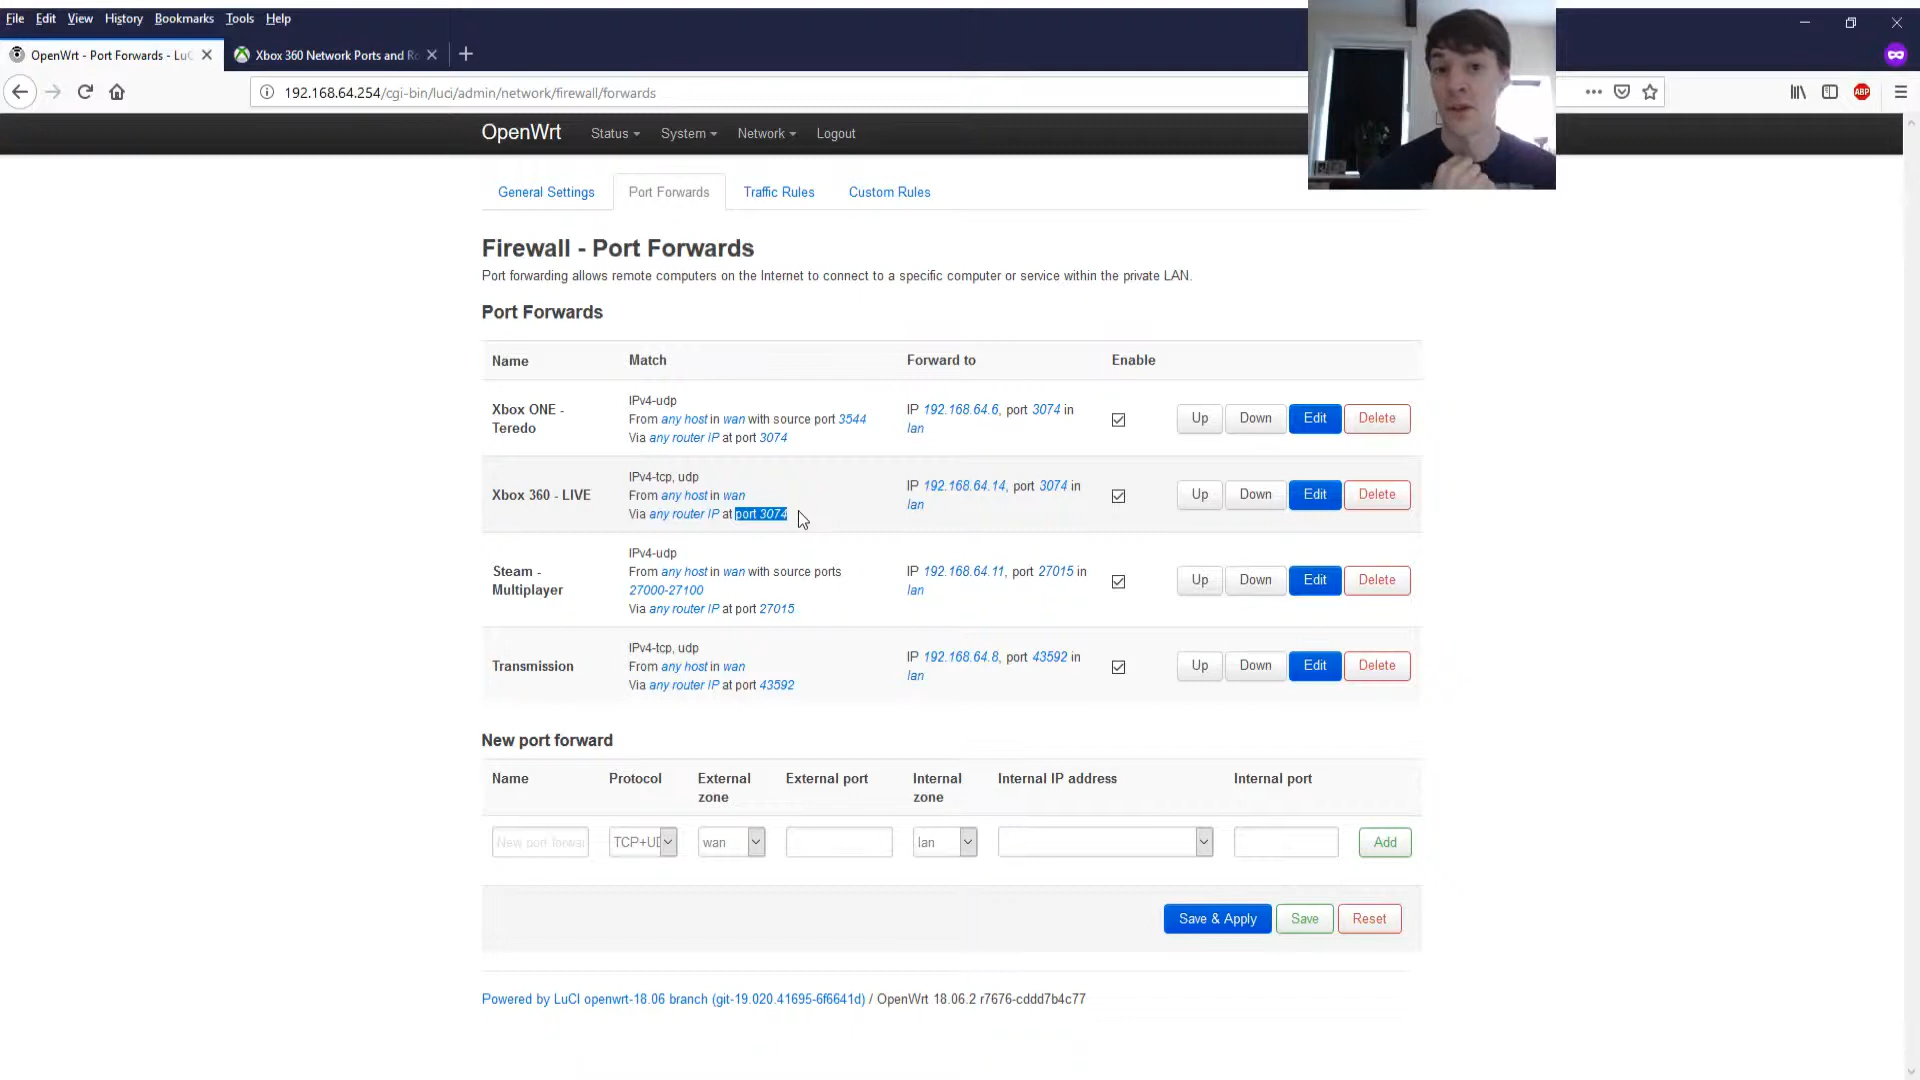 File Edit View History Bookmarks Tools Help
OpenWrt - Port Forwards - LuC
Xbox 360 Network Ports and Ro
192.168.64.254/cgi-bin/luci/admin/network/firewall/forwards
ABP
OpenWrt Status System Network Logout
General Settings Port Forwards Traffic Rules Custom Rules
Firewall - Port Forwards
Port forwarding allows remote computers on the Internet to connect to a specific computer or service within the private LAN.
Port Forwards
Name Match Forward to Enable
Xbox ONE -
Teredo
IPv4-udp
From any host in wan with source port 3544
Via any router IP at port 3074
IP 192.168.64.6, port 3074 in
lan
Up Down Edit Delete
Xbox 360 - LIVE
IPv4-tcp, udp
From any host in wan
Via any router IP at port 3074
IP 192.168.64.14, port 3074 in
lan
Up Down Edit Delete
Steam -
Multiplayer
IPv4-udp
From any host in wan with source ports
27000-27100
Via any router IP at port 27015
IP 192.168.64.11, port 27015 in
lan
Up Down Edit Delete
Transmission
IPv4-tcp, udp
From any host in wan
Via any router IP at port 43592
IP 192.168.64.8, port 43592 in
lan
Up Down Edit Delete
New port forward
Name Protocol External
zone
External port Internal
zone
Internal IP address Internal port
New port forwar TCP+UD wan lan Add
Save & Apply Save Reset
Powered by LuCI openwrt-18.06 branch (git-19.020.41695-6f6641d) / OpenWrt 18.06.2 r7676-cddd7b4c77